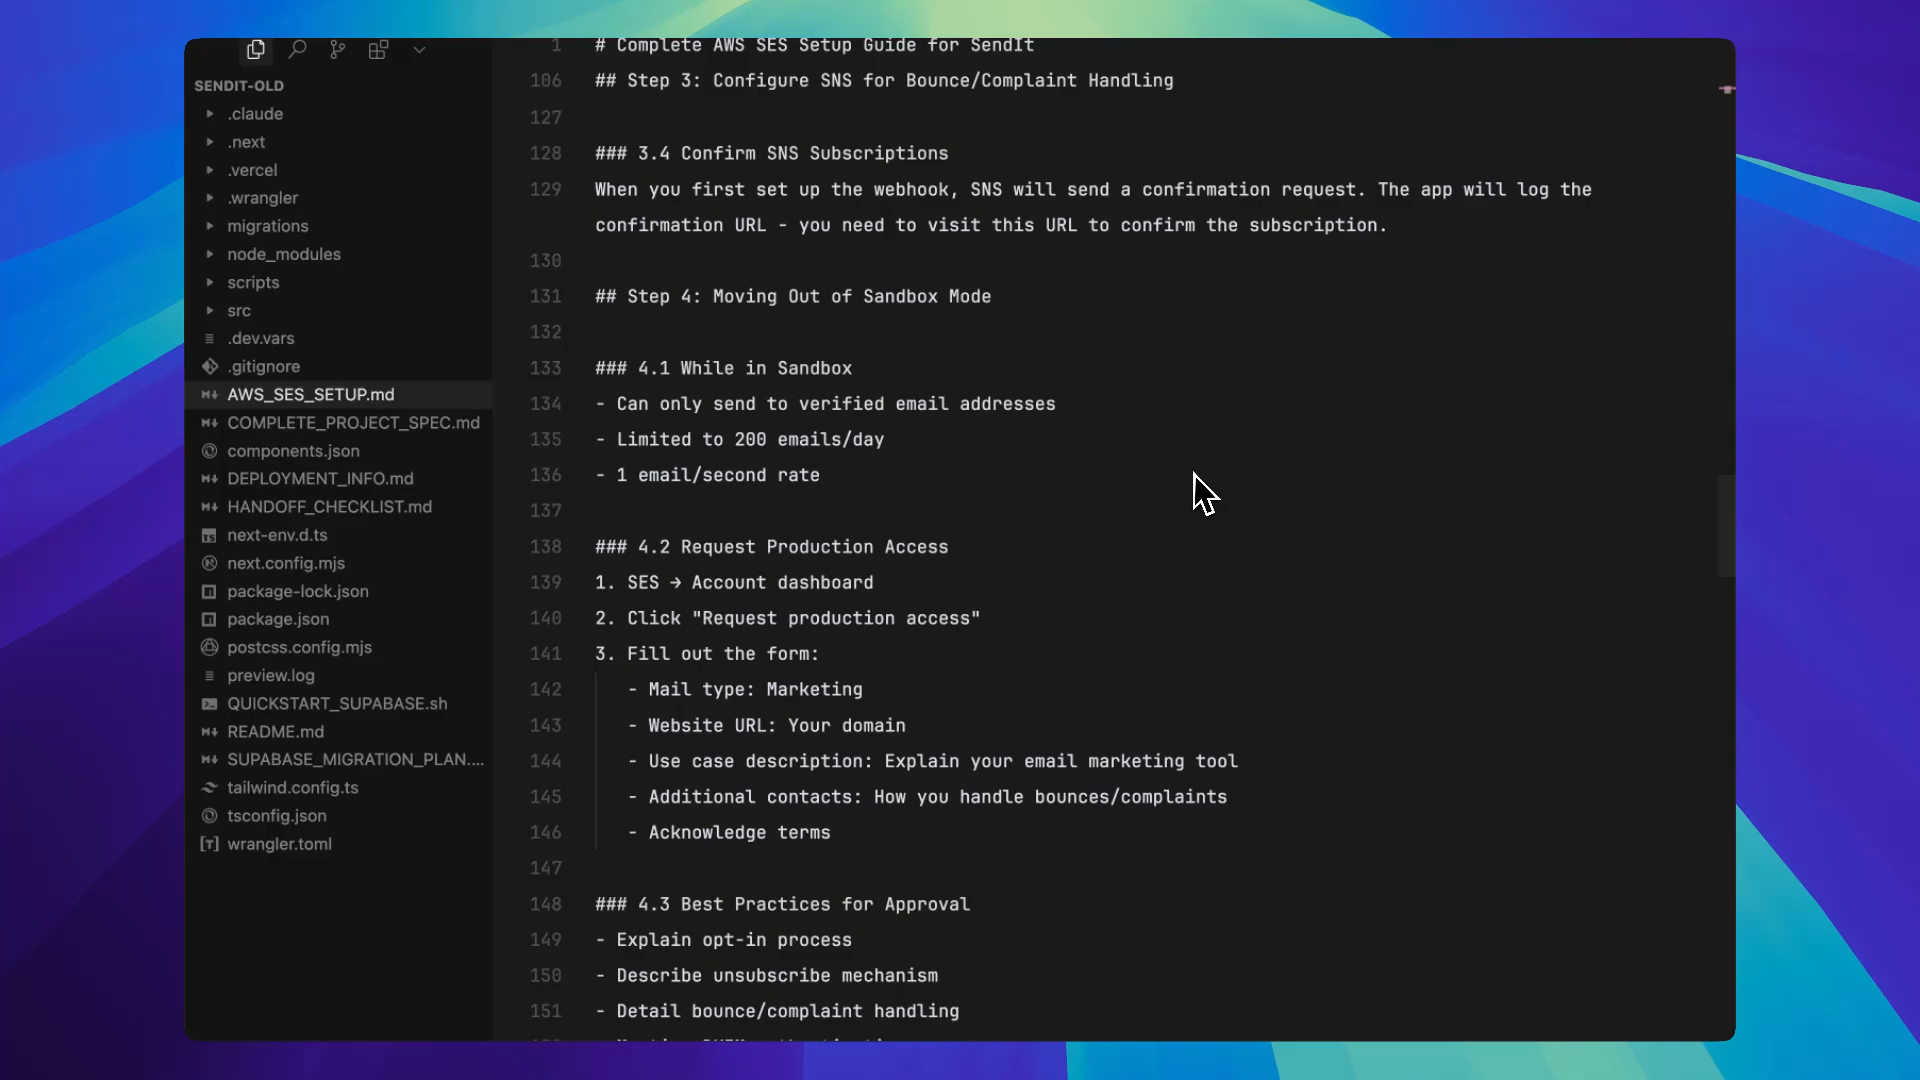 SENDIT-OLD
.claude
.next
.vercel
.wrangler
migrations
node_modules
scripts
src
.dev.vars
.gitignore
AWS_SES_SETUP.md
COMPLETE_PROJECT_SPEC.md
components.json
DEPLOYMENT_INFO.md
HANDOFF_CHECKLIST.md
next-env.d.ts
next.config.mjs
package-lock.json
package.json
postcss.config.mjs
preview.log
QUICKSTART_SUPABASE.sh
README.md
SUPABASE_MIGRATION_PLAN....
tailwind.config.ts
tsconfig.json
wrangler.toml
1 # Complete AWS SES Setup Guide for SendIt
106 ## Step 3: Configure SNS for Bounce/Complaint Handling
127
128 ### 3.4 Confirm SNS Subscriptions
129 When you first set up the webhook, SNS will send a confirmation request. The app will log the
confirmation URL - you need to visit this URL to confirm the subscription.
130
131 ## Step 4: Moving Out of Sandbox Mode
132
133 ### 4.1 While in Sandbox
134 - Can only send to verified email addresses
135 - Limited to 200 emails/day
136 - 1 email/second rate
137
138 ### 4.2 Request Production Access
139 1. SES → Account dashboard
140 2. Click "Request production access"
141 3. Fill out the form:
142 - Mail type: Marketing
143 - Website URL: Your domain
144 - Use case description: Explain your email marketing tool
145 - Additional contacts: How you handle bounces/complaints
146 - Acknowledge terms
147
148 ### 4.3 Best Practices for Approval
149 - Explain opt-in process
150 - Describe unsubscribe mechanism
151 - Detail bounce/complaint handling